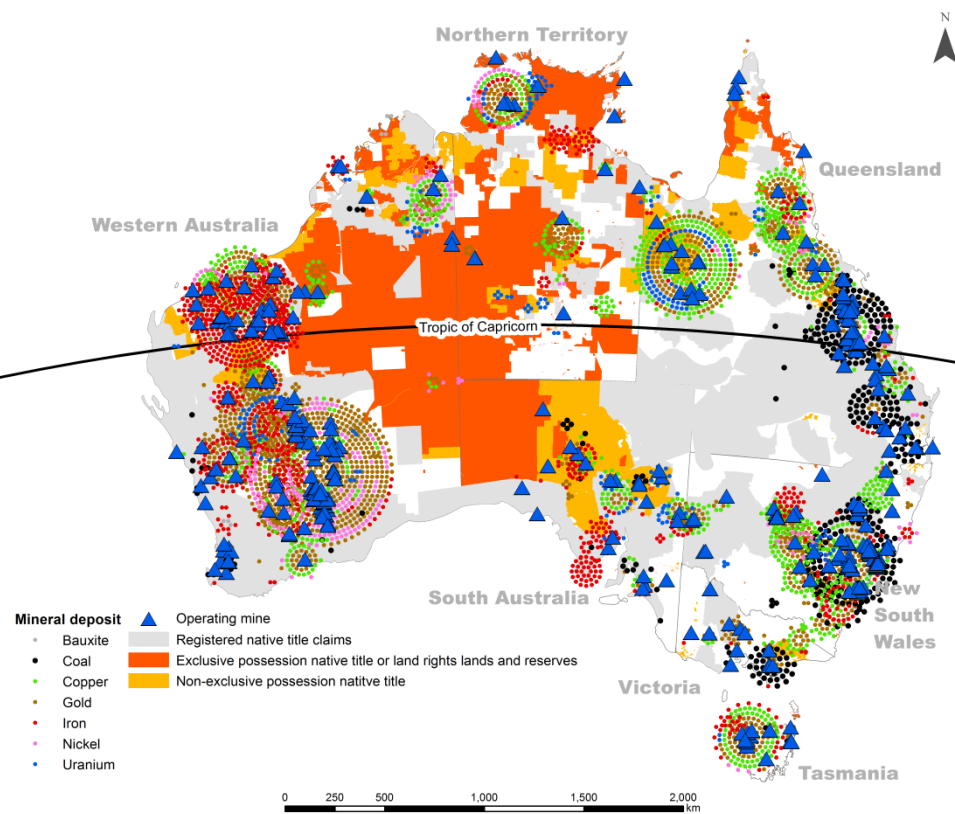 N
Northern Territory
Queensland
Western Australia
Tropic of Capricorn
South Australia
New
South
Wales
Victoria
Tasmania
Mineral deposit
Bauxite
Coal
Copper
Gold
Iron
Nickel
Uranium
Operating mine
Registered native title claims
Exclusive possession native title or land rights lands and reserves
Non-exclusive possession natitve title
0 250 500 1,000 1,500 2,000
km